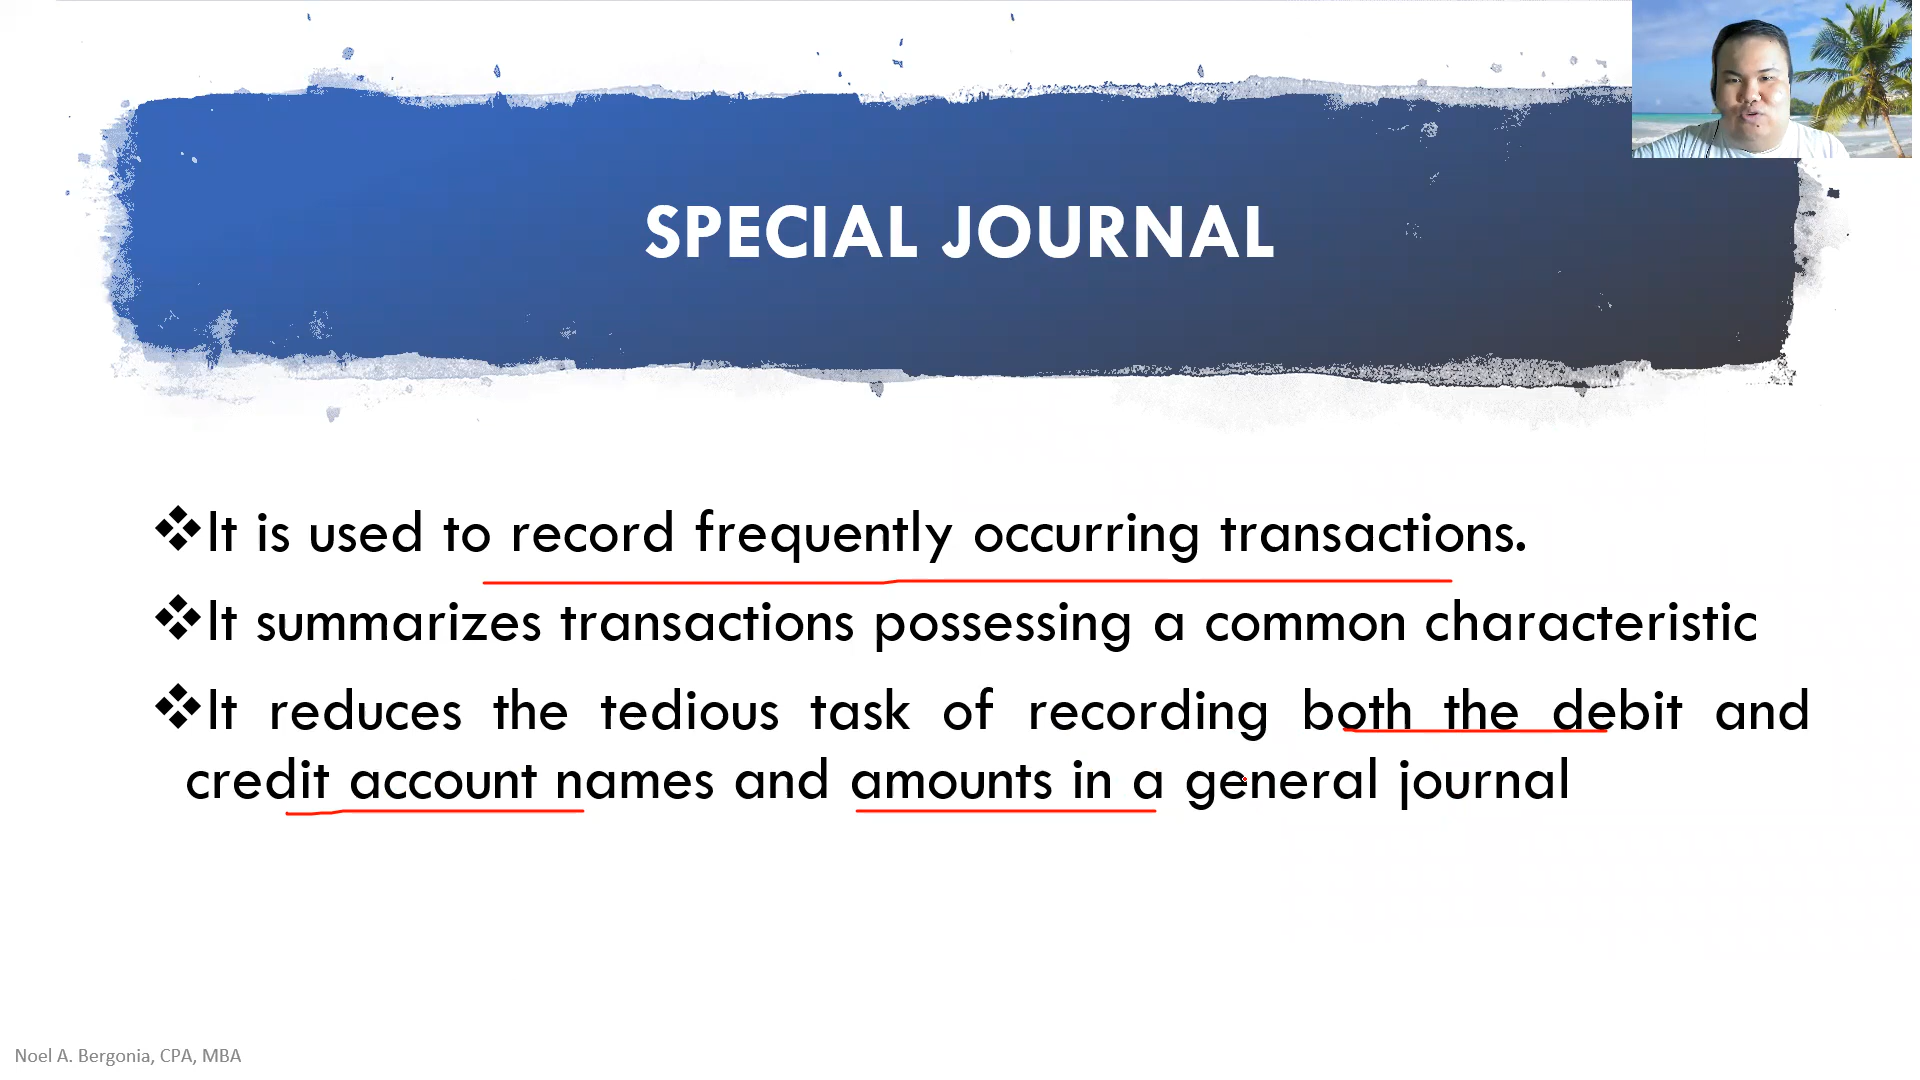 SPECIAL JOURNAL
❖It is used to record frequently occurring transactions.
❖It summarizes transactions possessing a common characteristic
❖It reduces the tedious task of recording both the debit and
credit account names and amounts in a general journal
Noel A. Bergonia, CPA, MBA